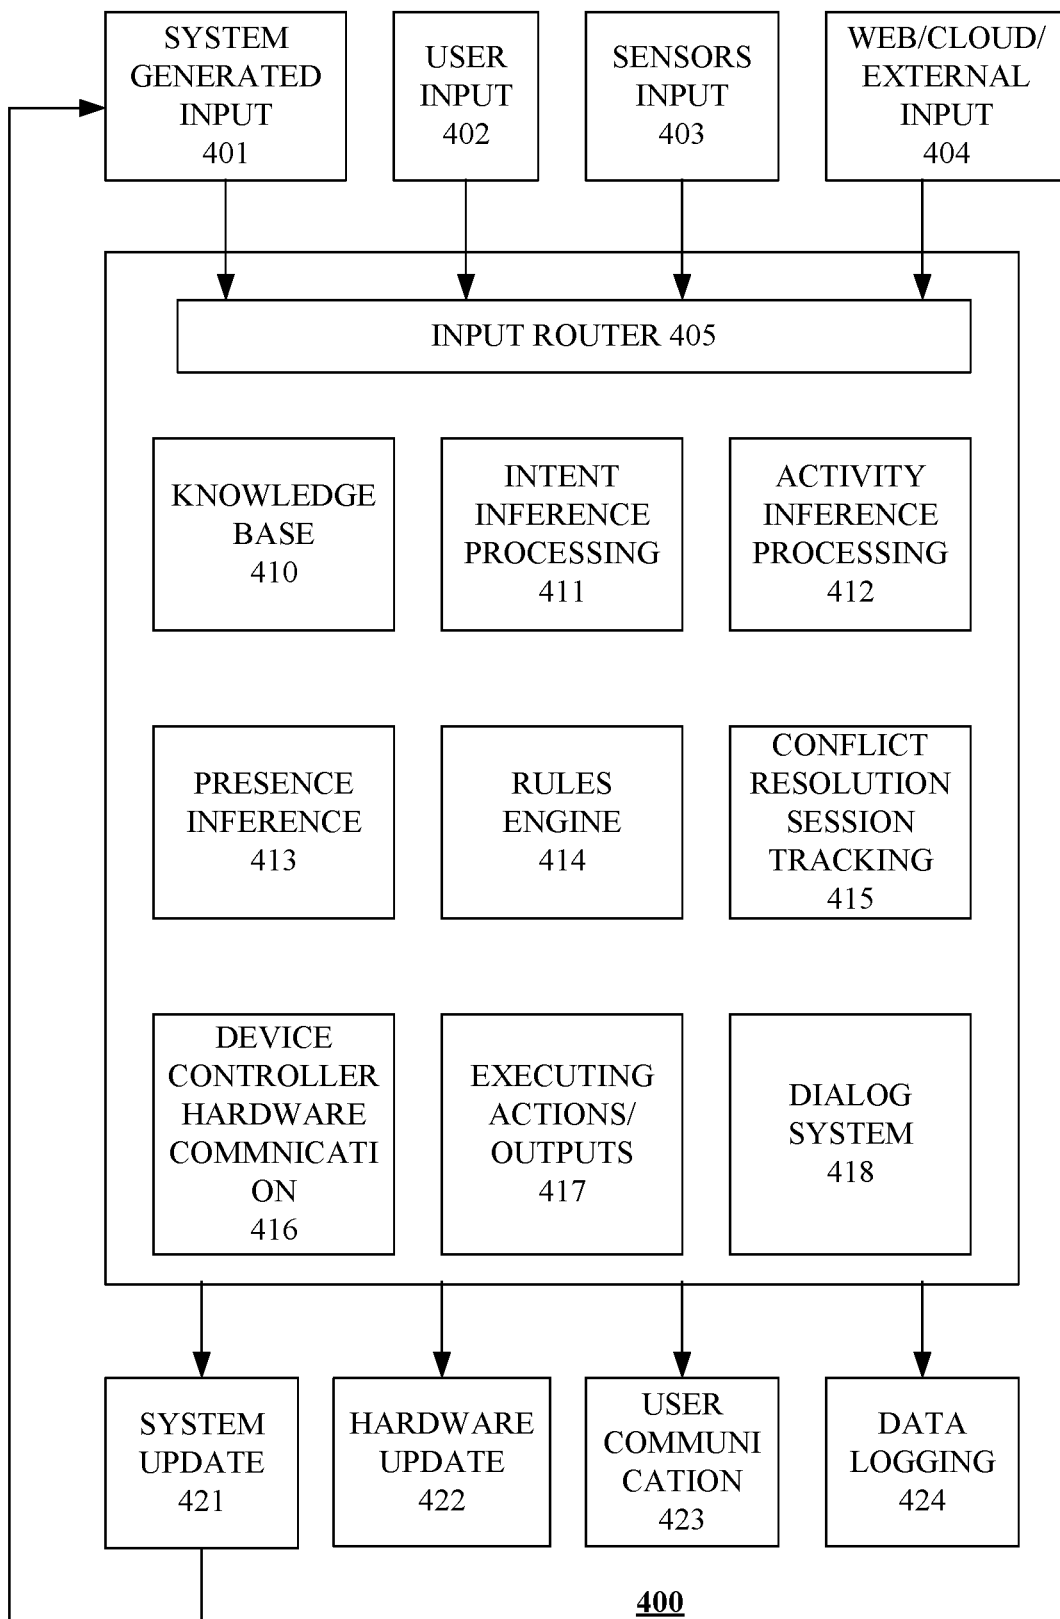 SYSTEM
GENERATED
INPUT
401
USER
INPUT
402
SENSORS
INPUT
403
WEB/CLOUD/
EXTERNAL
INPUT
404
INPUT ROUTER 405
KNOWLEDGE
BASE
410
INTENT
INFERENCE
PROCESSING
411
ACTIVITY
INFERENCE
PROCESSING
412
PRESENCE
INFERENCE
413
RULES
ENGINE
414
CONFLICT
RESOLUTION
SESSION
TRACKING
415
DEVICE
CONTROLLER
HARDWARE
COMMNICATI
ON
416
EXECUTING
ACTIONS/
OUTPUTS
417
DIALOG
SYSTEM
418
SYSTEM
UPDATE
421
HARDWARE
UPDATE
422
USER
COMMUNI
CATION
423
DATA
LOGGING
424
400